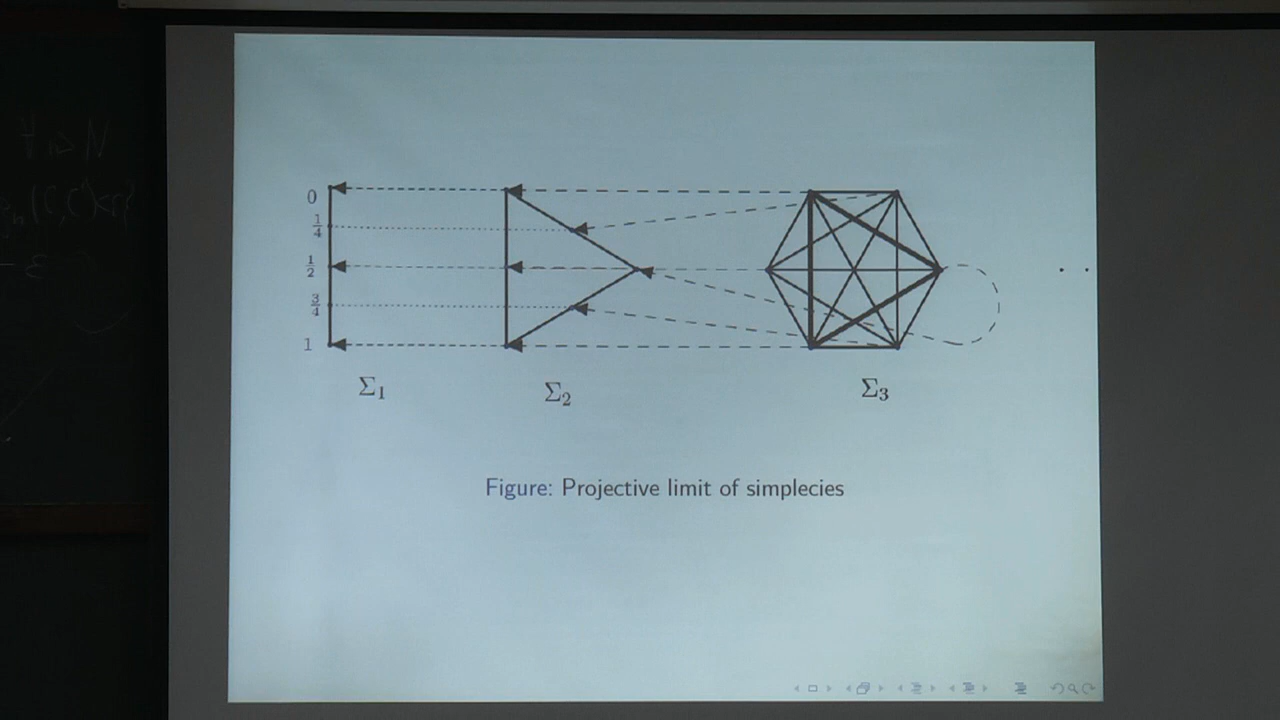 0
1/4
1/2
3/4
1
Σ₁ Σ₂ Σ₃
Figure: Projective limit of simplecies